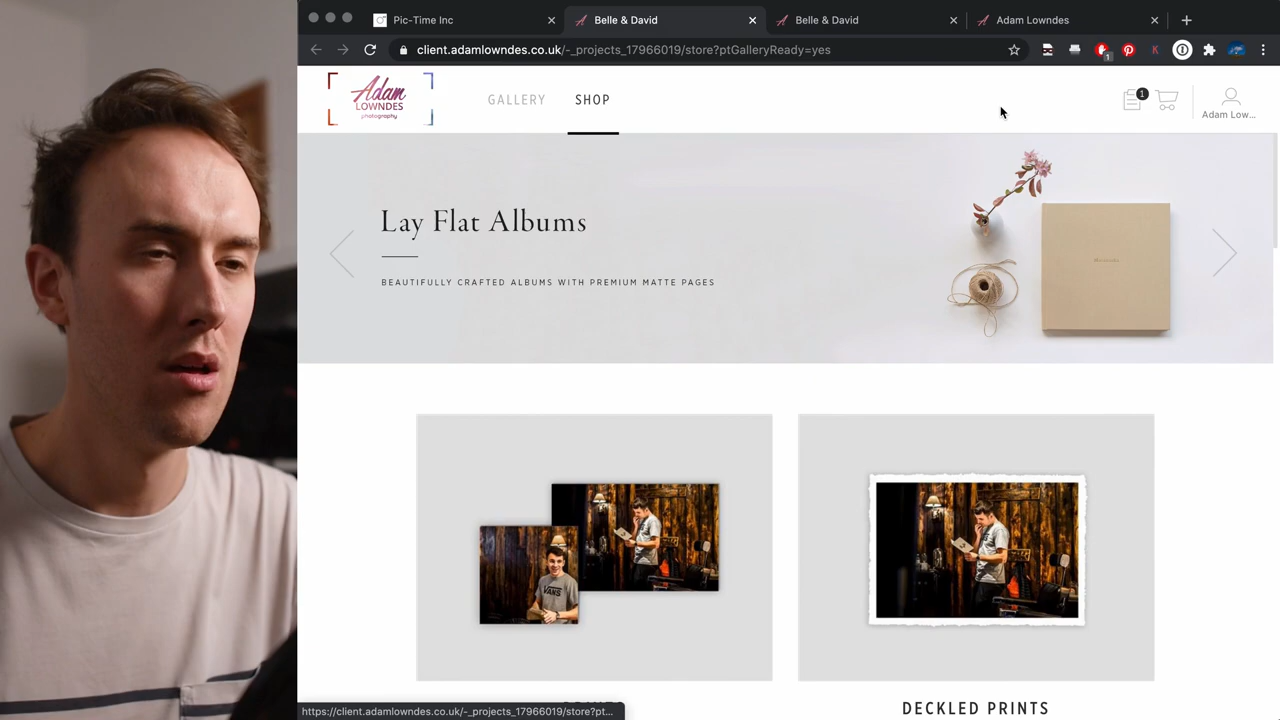 Pic-Time Inc
Belle & David
Belle & David
Adam Lowndes
client.adamlowndes.co.uk/-_projects_17966019/store?ptGalleryReady=yes
1
K
Adam
LOWNDES
photography
GALLERY
SHOP
1
Adam Low...
Lay Flat Albums
BEAUTIFULLY CRAFTED ALBUMS WITH PREMIUM MATTE PAGES
VANS
DECKLED PRINTS
https://client.adamlowndes.co.uk/-_projects_17966019/store?pt...